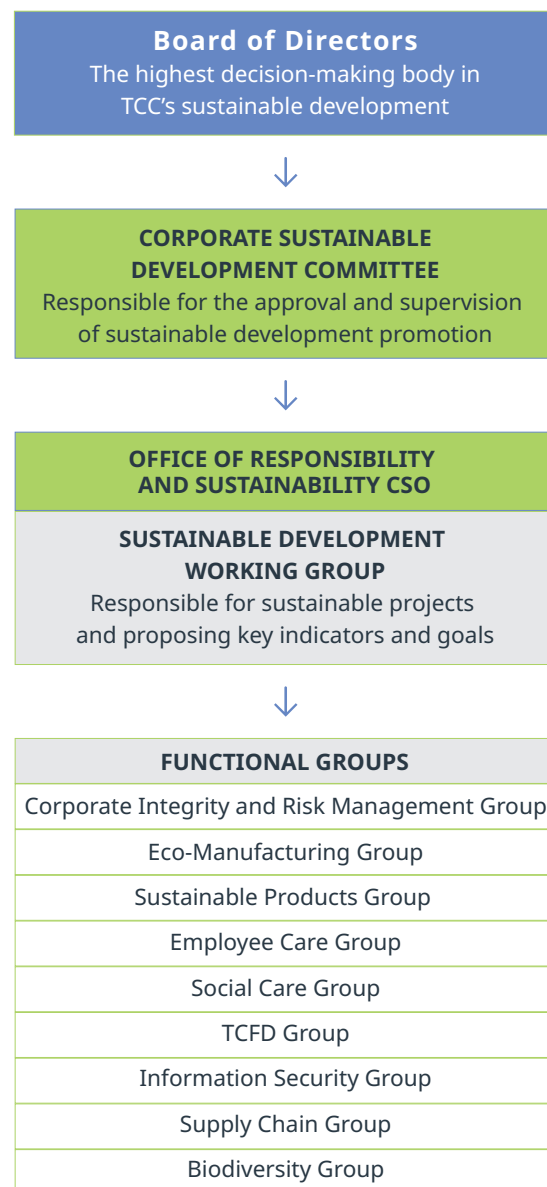 Board of Directors
The highest decision-making body in
TCC’s sustainable development
CORPORATE SUSTAINABLE
DEVELOPMENT COMMITTEE
Responsible for the approval and supervision
of sustainable development promotion
OFFICE OF RESPONSIBILITY
AND SUSTAINABILITY CSO
SUSTAINABLE DEVELOPMENT
WORKING GROUP
Responsible for sustainable projects
and proposing key indicators and goals
FUNCTIONAL GROUPS
Corporate Integrity and Risk Management Group
Eco-Manufacturing Group
Sustainable Products Group
Employee Care Group
Social Care Group
TCFD Group
Information Security Group
Supply Chain Group
Biodiversity Group